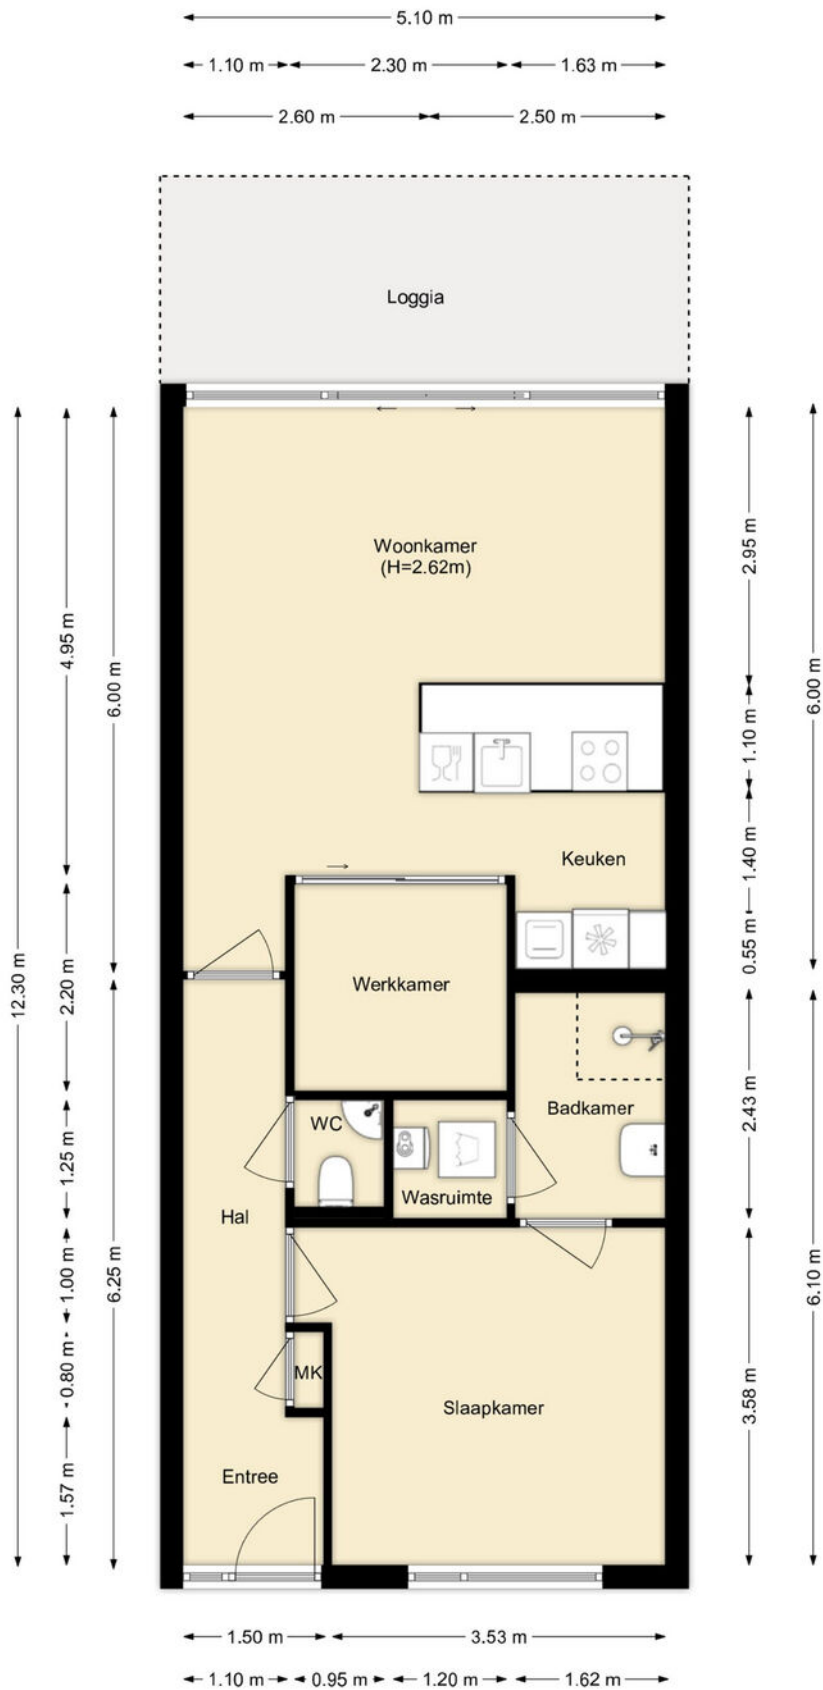 5.10 m
1.10 m
2.30 m
1.63 m
2.60 m
2.50 m
Loggia
Woonkamer
(H=2.62m)
Keuken
Werkkamer
WC
Badkamer
Wasruimte
Hal
MK
Slaapkamer
Entree
12.30 m
4.95 m
2.20 m
1.25 m
1.00 m
0.80 m
1.57 m
6.00 m
6.25 m
2.95 m
1.10 m
1.40 m
0.55 m
2.43 m
3.58 m
6.00 m
6.10 m
1.50 m
3.53 m
1.10 m
0.95 m
1.20 m
1.62 m